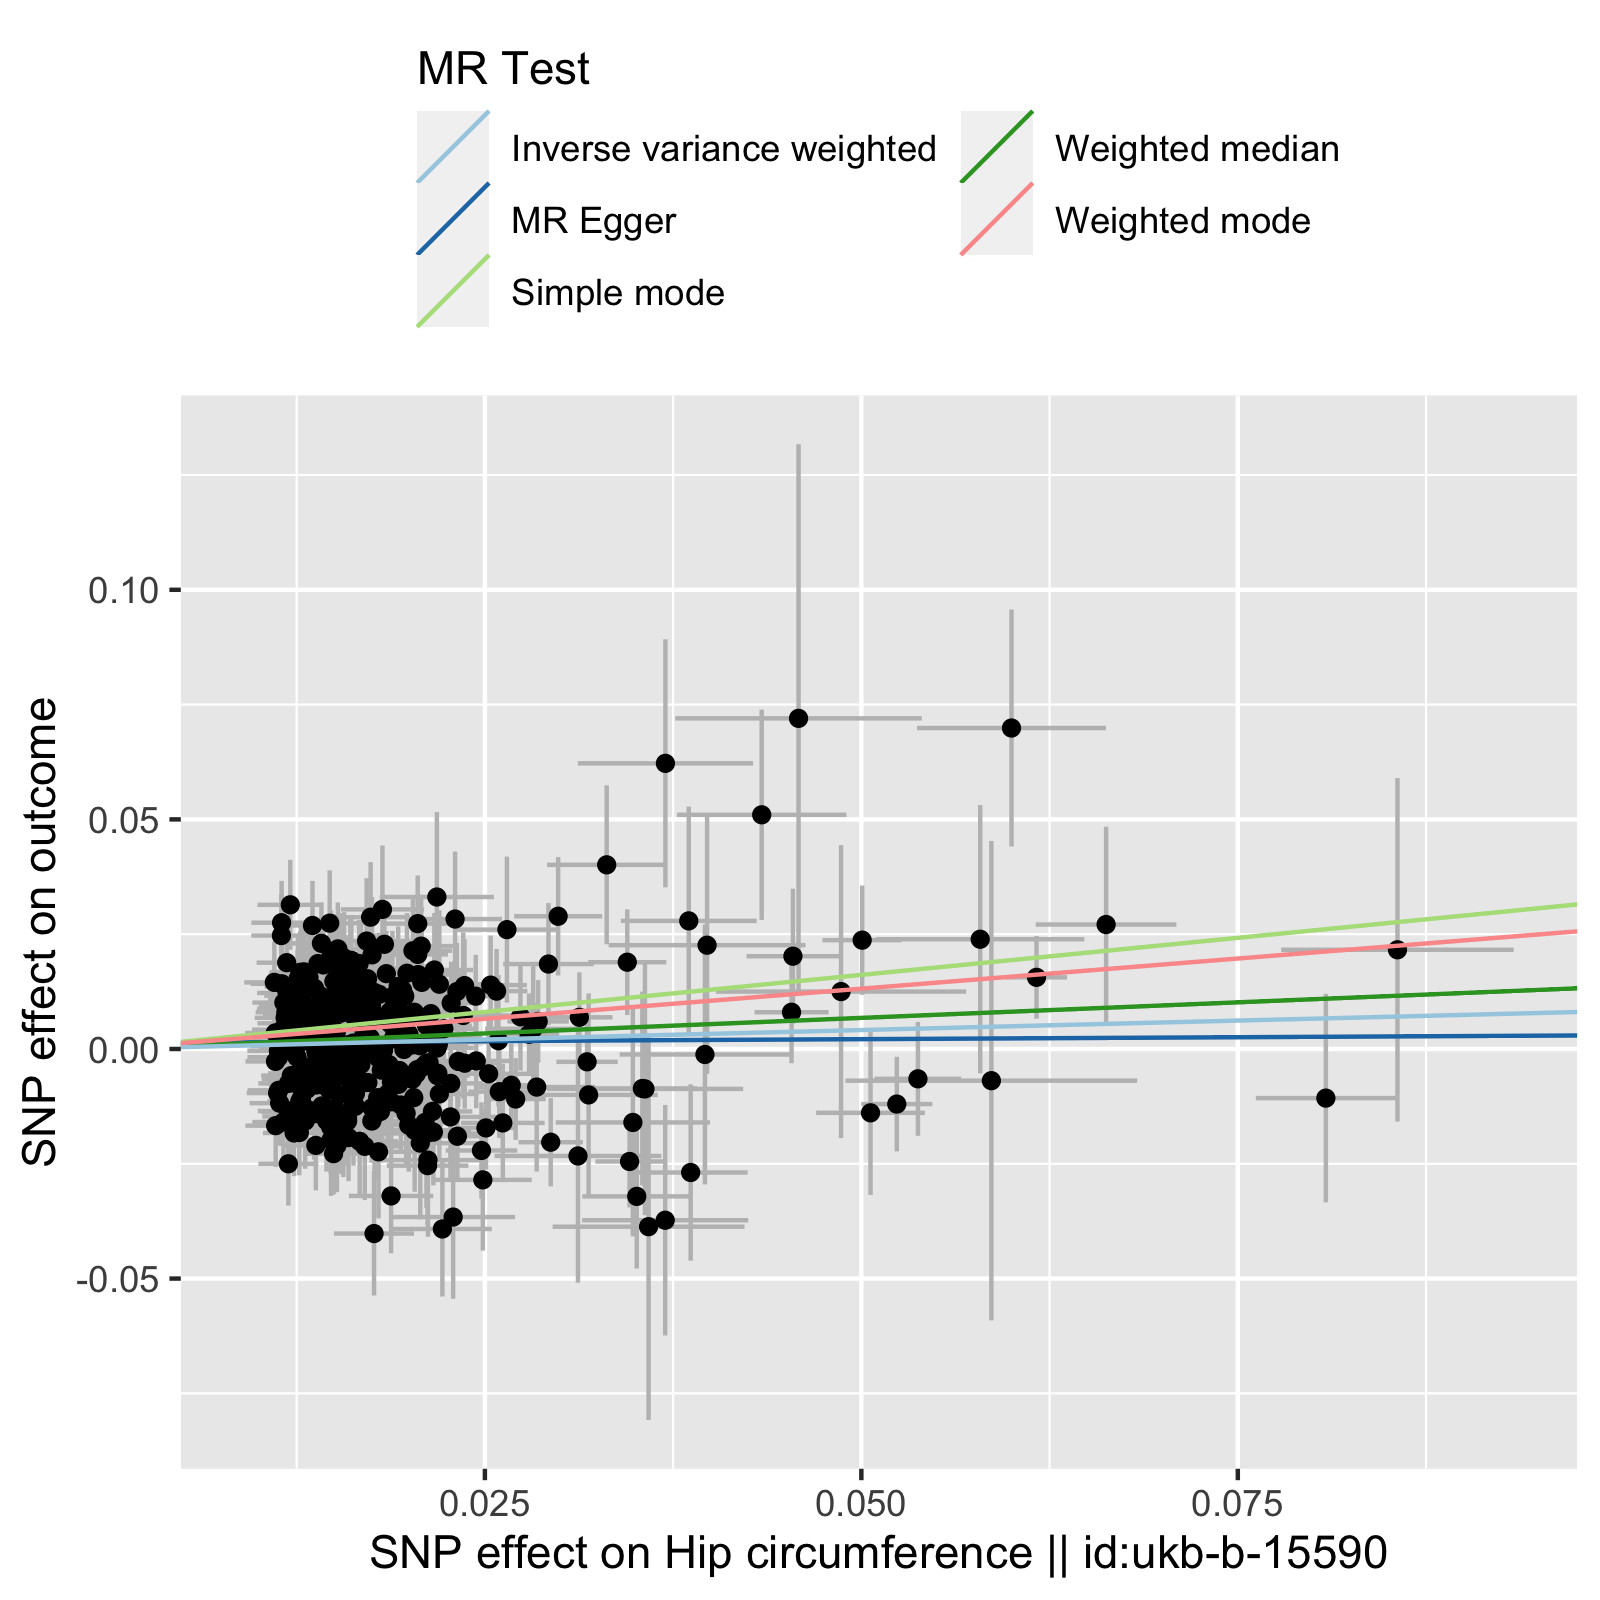 MR Test
Inverse variance weighted
Weighted median
MR Egger
Weighted mode
Simple mode
SNP effect on outcome
0.10
0.05
0.00
-0.05
0.025
0.050
0.075
SNP effect on Hip circumference || id:ukb-b-15590